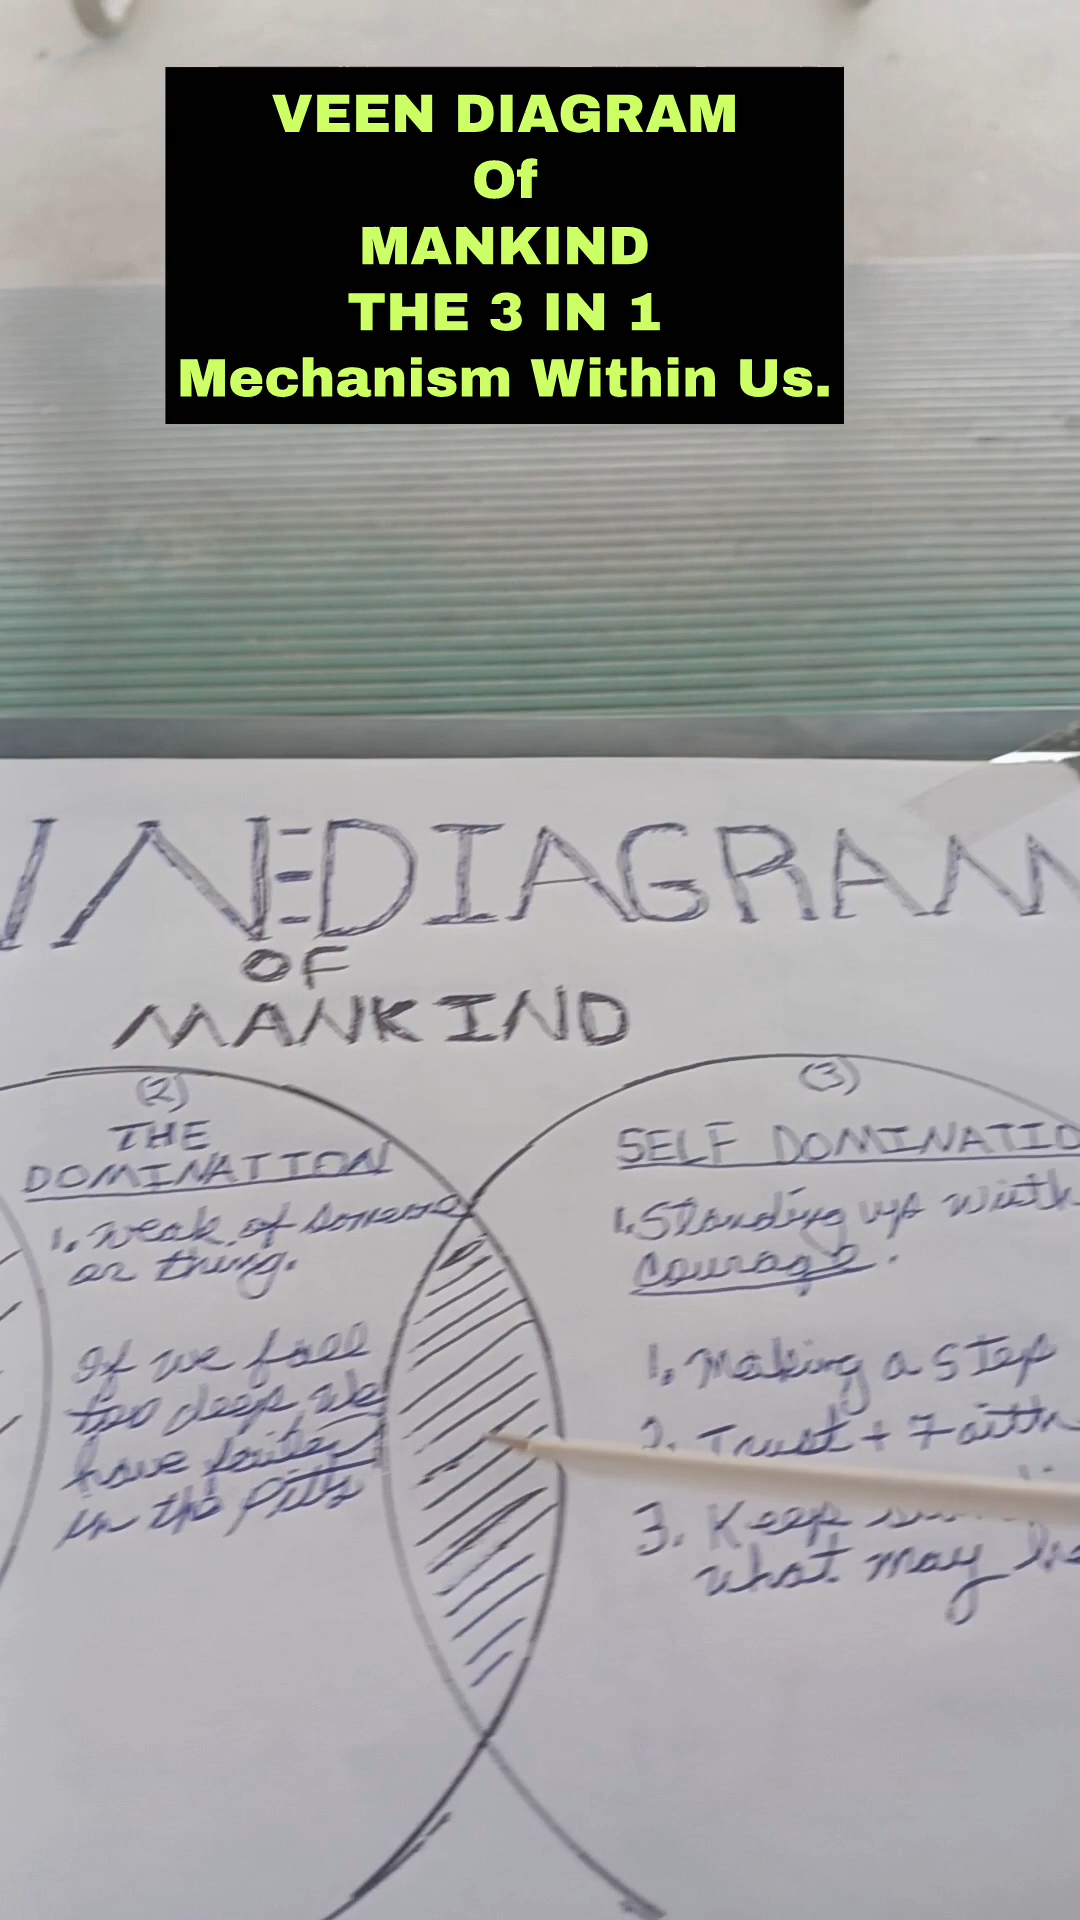 VEEN DIAGRAM
Of
MANKIND
THE 3 IN 1
Mechanism Within Us.
DIAGRAM
OF
MANKIND
(2)
THE
DOMINATION
1. Weak of someone
or thing.
If we fall
too deep we
have
in the Pitts
(3)
SELF DOMINATIO
1. Standing up with
Courage.
1. Making a Step
2. Trust + Faith
3. Keep
what may